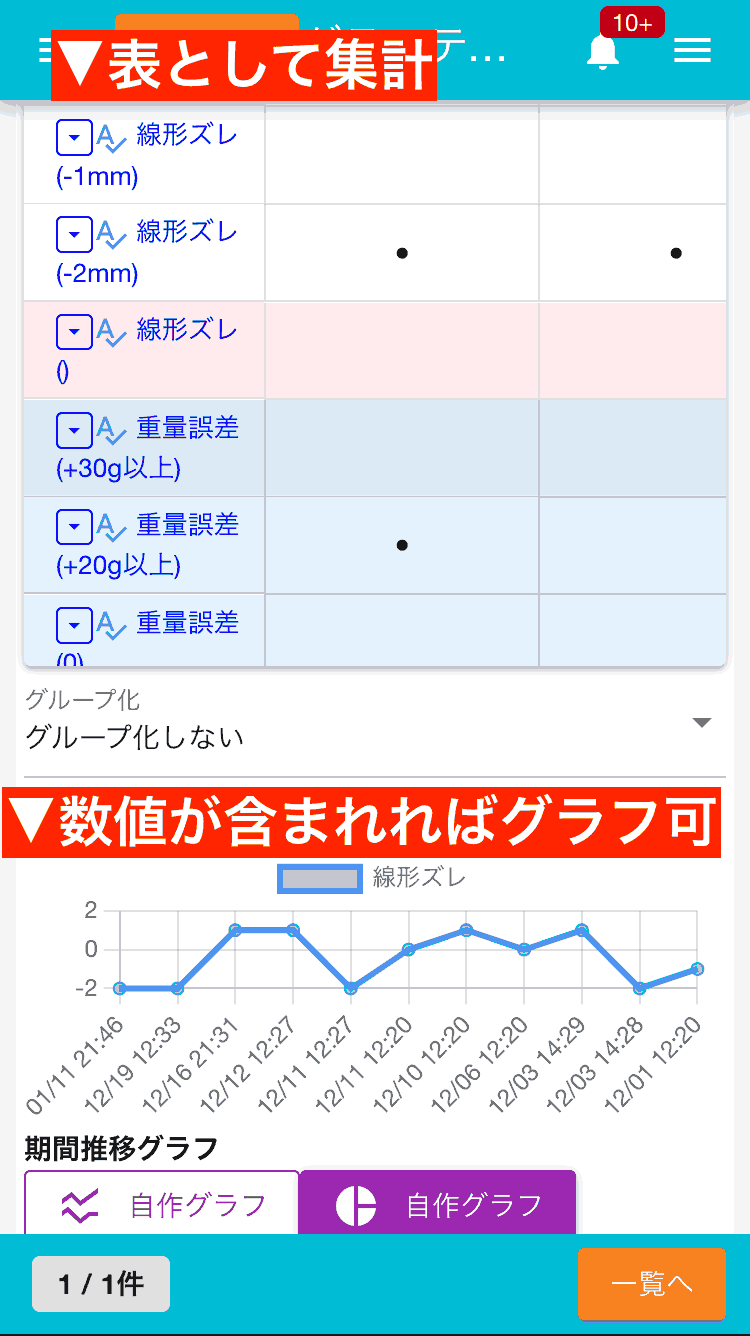 10+
▼表として集計
線形ズレ
(-1mm)
線形ズレ
(-2mm)
線形ズレ
()
重量誤差
(+30g以上)
重量誤差
(+20g以上)
重量誤差
(0)
グループ化
グループ化しない
▼数値が含まれればグラフ可
線形ズレ
2
0
-2
01/11 21:46
12/19 12:33
12/16 21:31
12/12 12:27
12/11 12:27
12/11 12:20
12/10 12:20
12/06 12:20
12/03 14:29
12/03 14:28
12/01 12:20
期間推移グラフ
自作グラフ
自作グラフ
1 / 1件
一覧へ